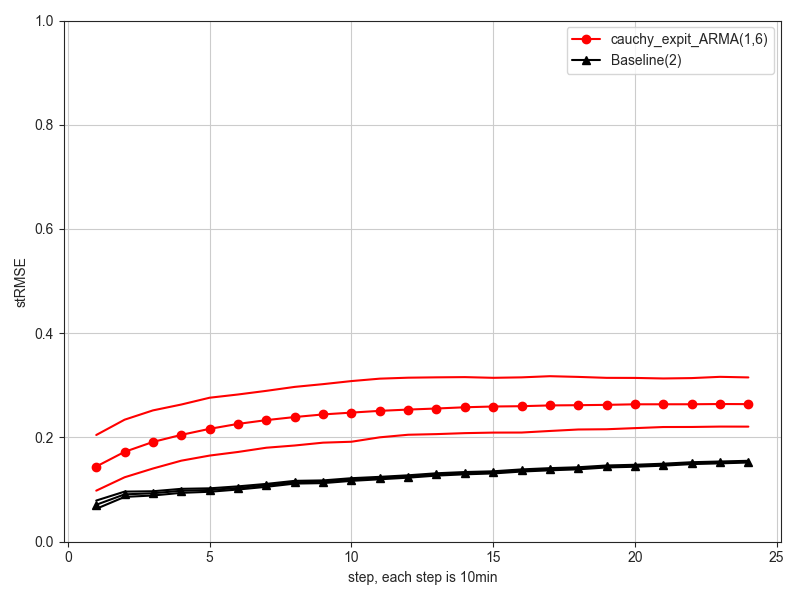 1.0
0.8
0.6
0.4
0.2
0.0
stRMSE
cauchy_expit_ARMA(1,6)
Baseline(2)
0 5 10 15 20 25
step, each step is 10min